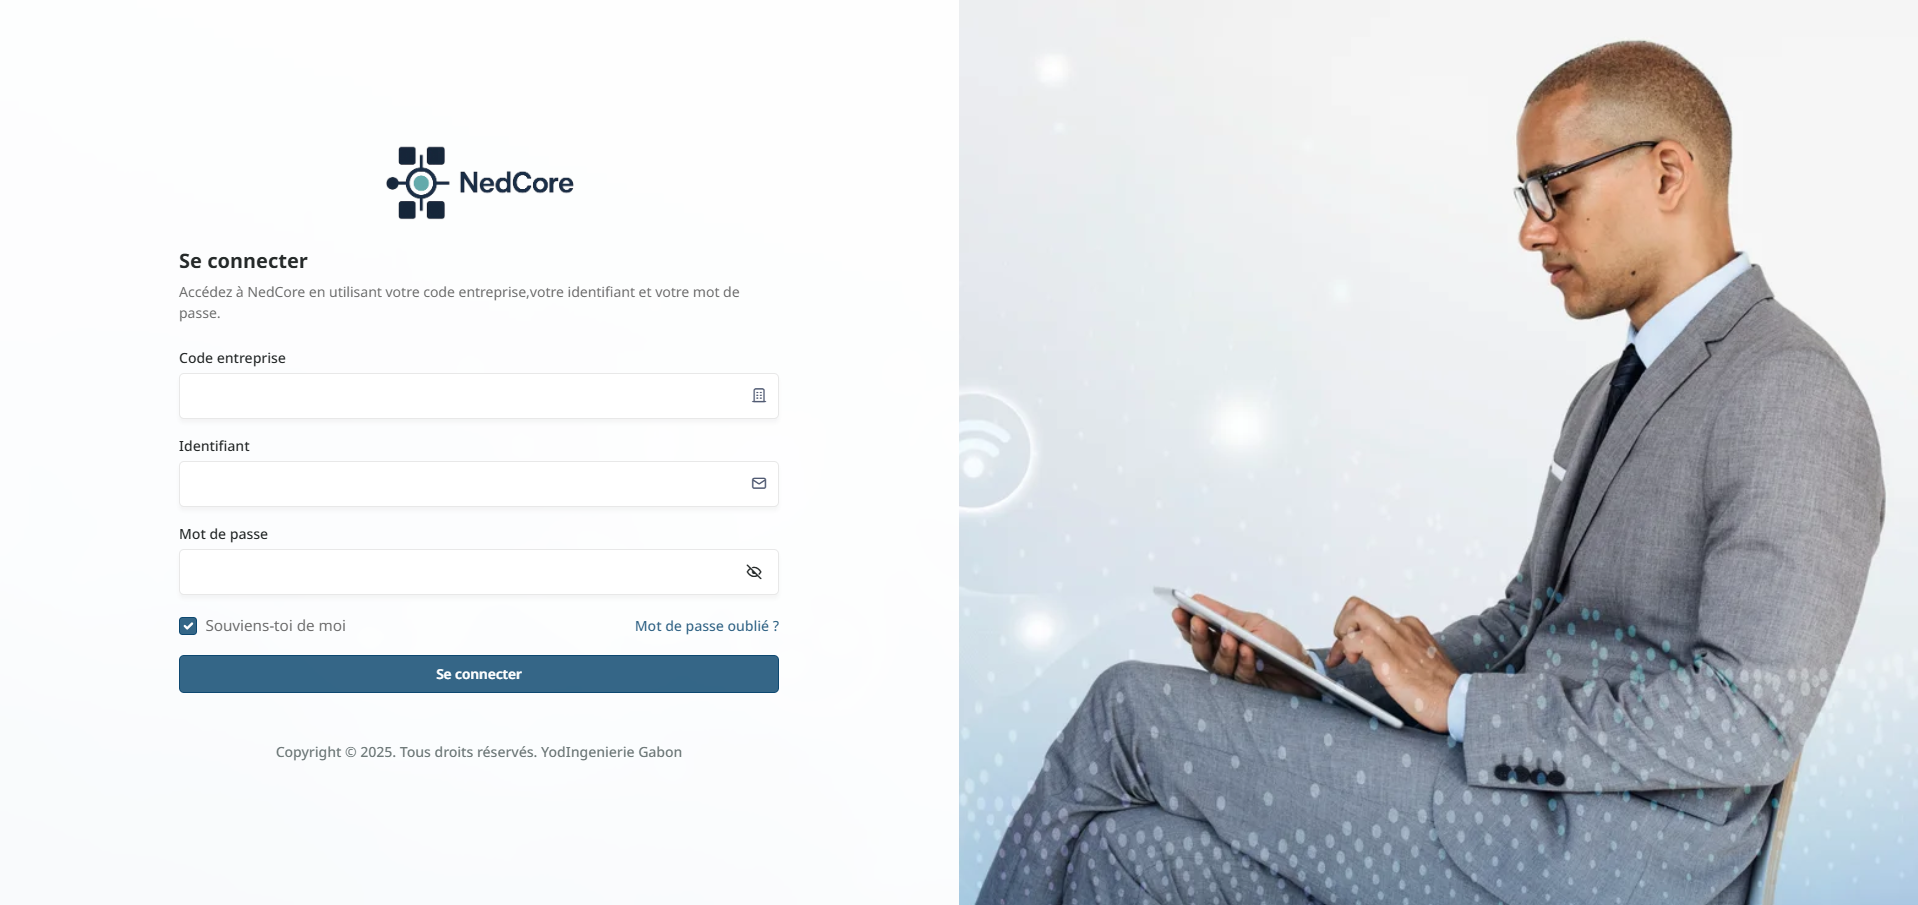 NedCore
Se connecter
Accédez à NedCore en utilisant votre code entreprise,votre identifiant et votre mot de
passe.
Code entreprise
Identifiant
Mot de passe
Souviens-toi de moi
Mot de passe oublié ?
Se connecter
Copyright © 2025. Tous droits réservés. YodIngenierie Gabon